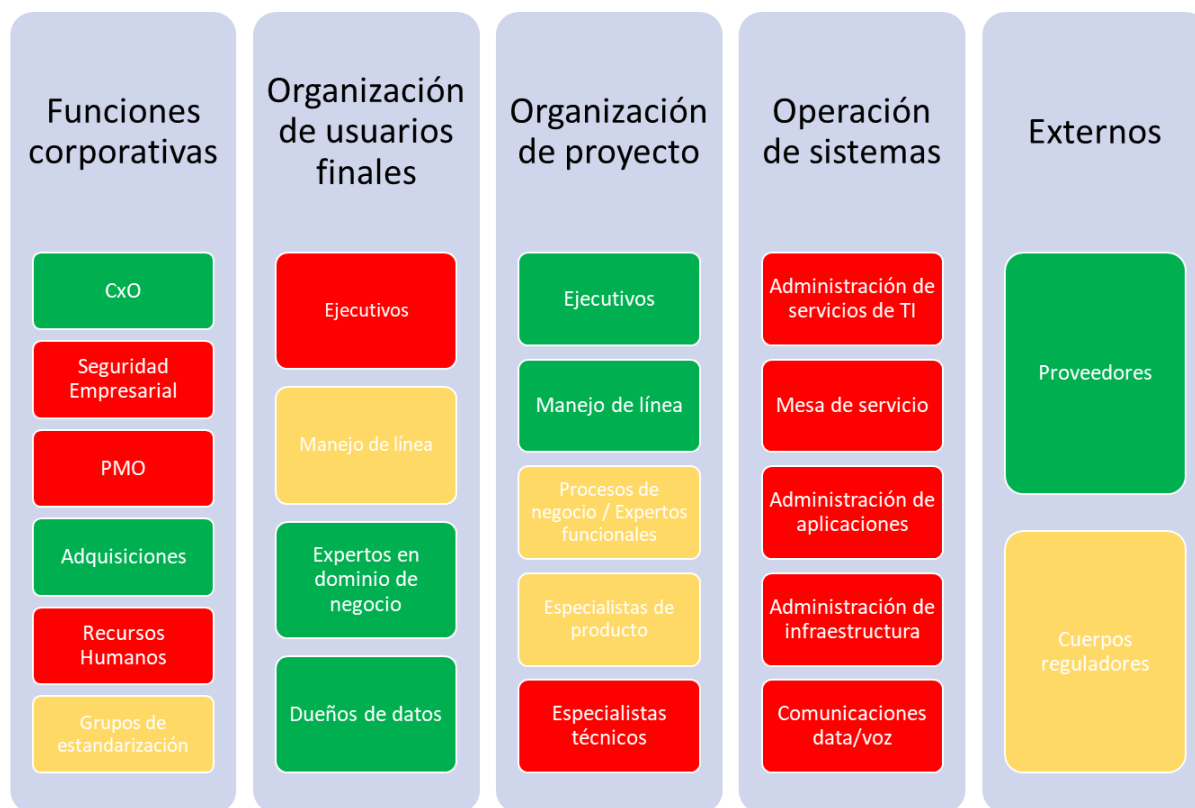 Funciones
corporativas
CxO
Seguridad
Empresarial
PMO
Adquisiciones
Recursos
Humanos
Grupos de
estandarización
Organización
de usuarios
finales
Ejecutivos
Manejo de línea
Expertos en
dominio de
negocio
Dueños de datos
Organización
de proyecto
Ejecutivos
Manejo de línea
Procesos de
negocio / Expertos
funcionales
Especialistas de
producto
Especialistas
técnicos
Operación
de sistemas
Administración de
servicios de TI
Mesa de servicio
Administración de
aplicaciones
Administración de
infraestructura
Comunicaciones
data/voz
Externos
Proveedores
Cuerpos
reguladores